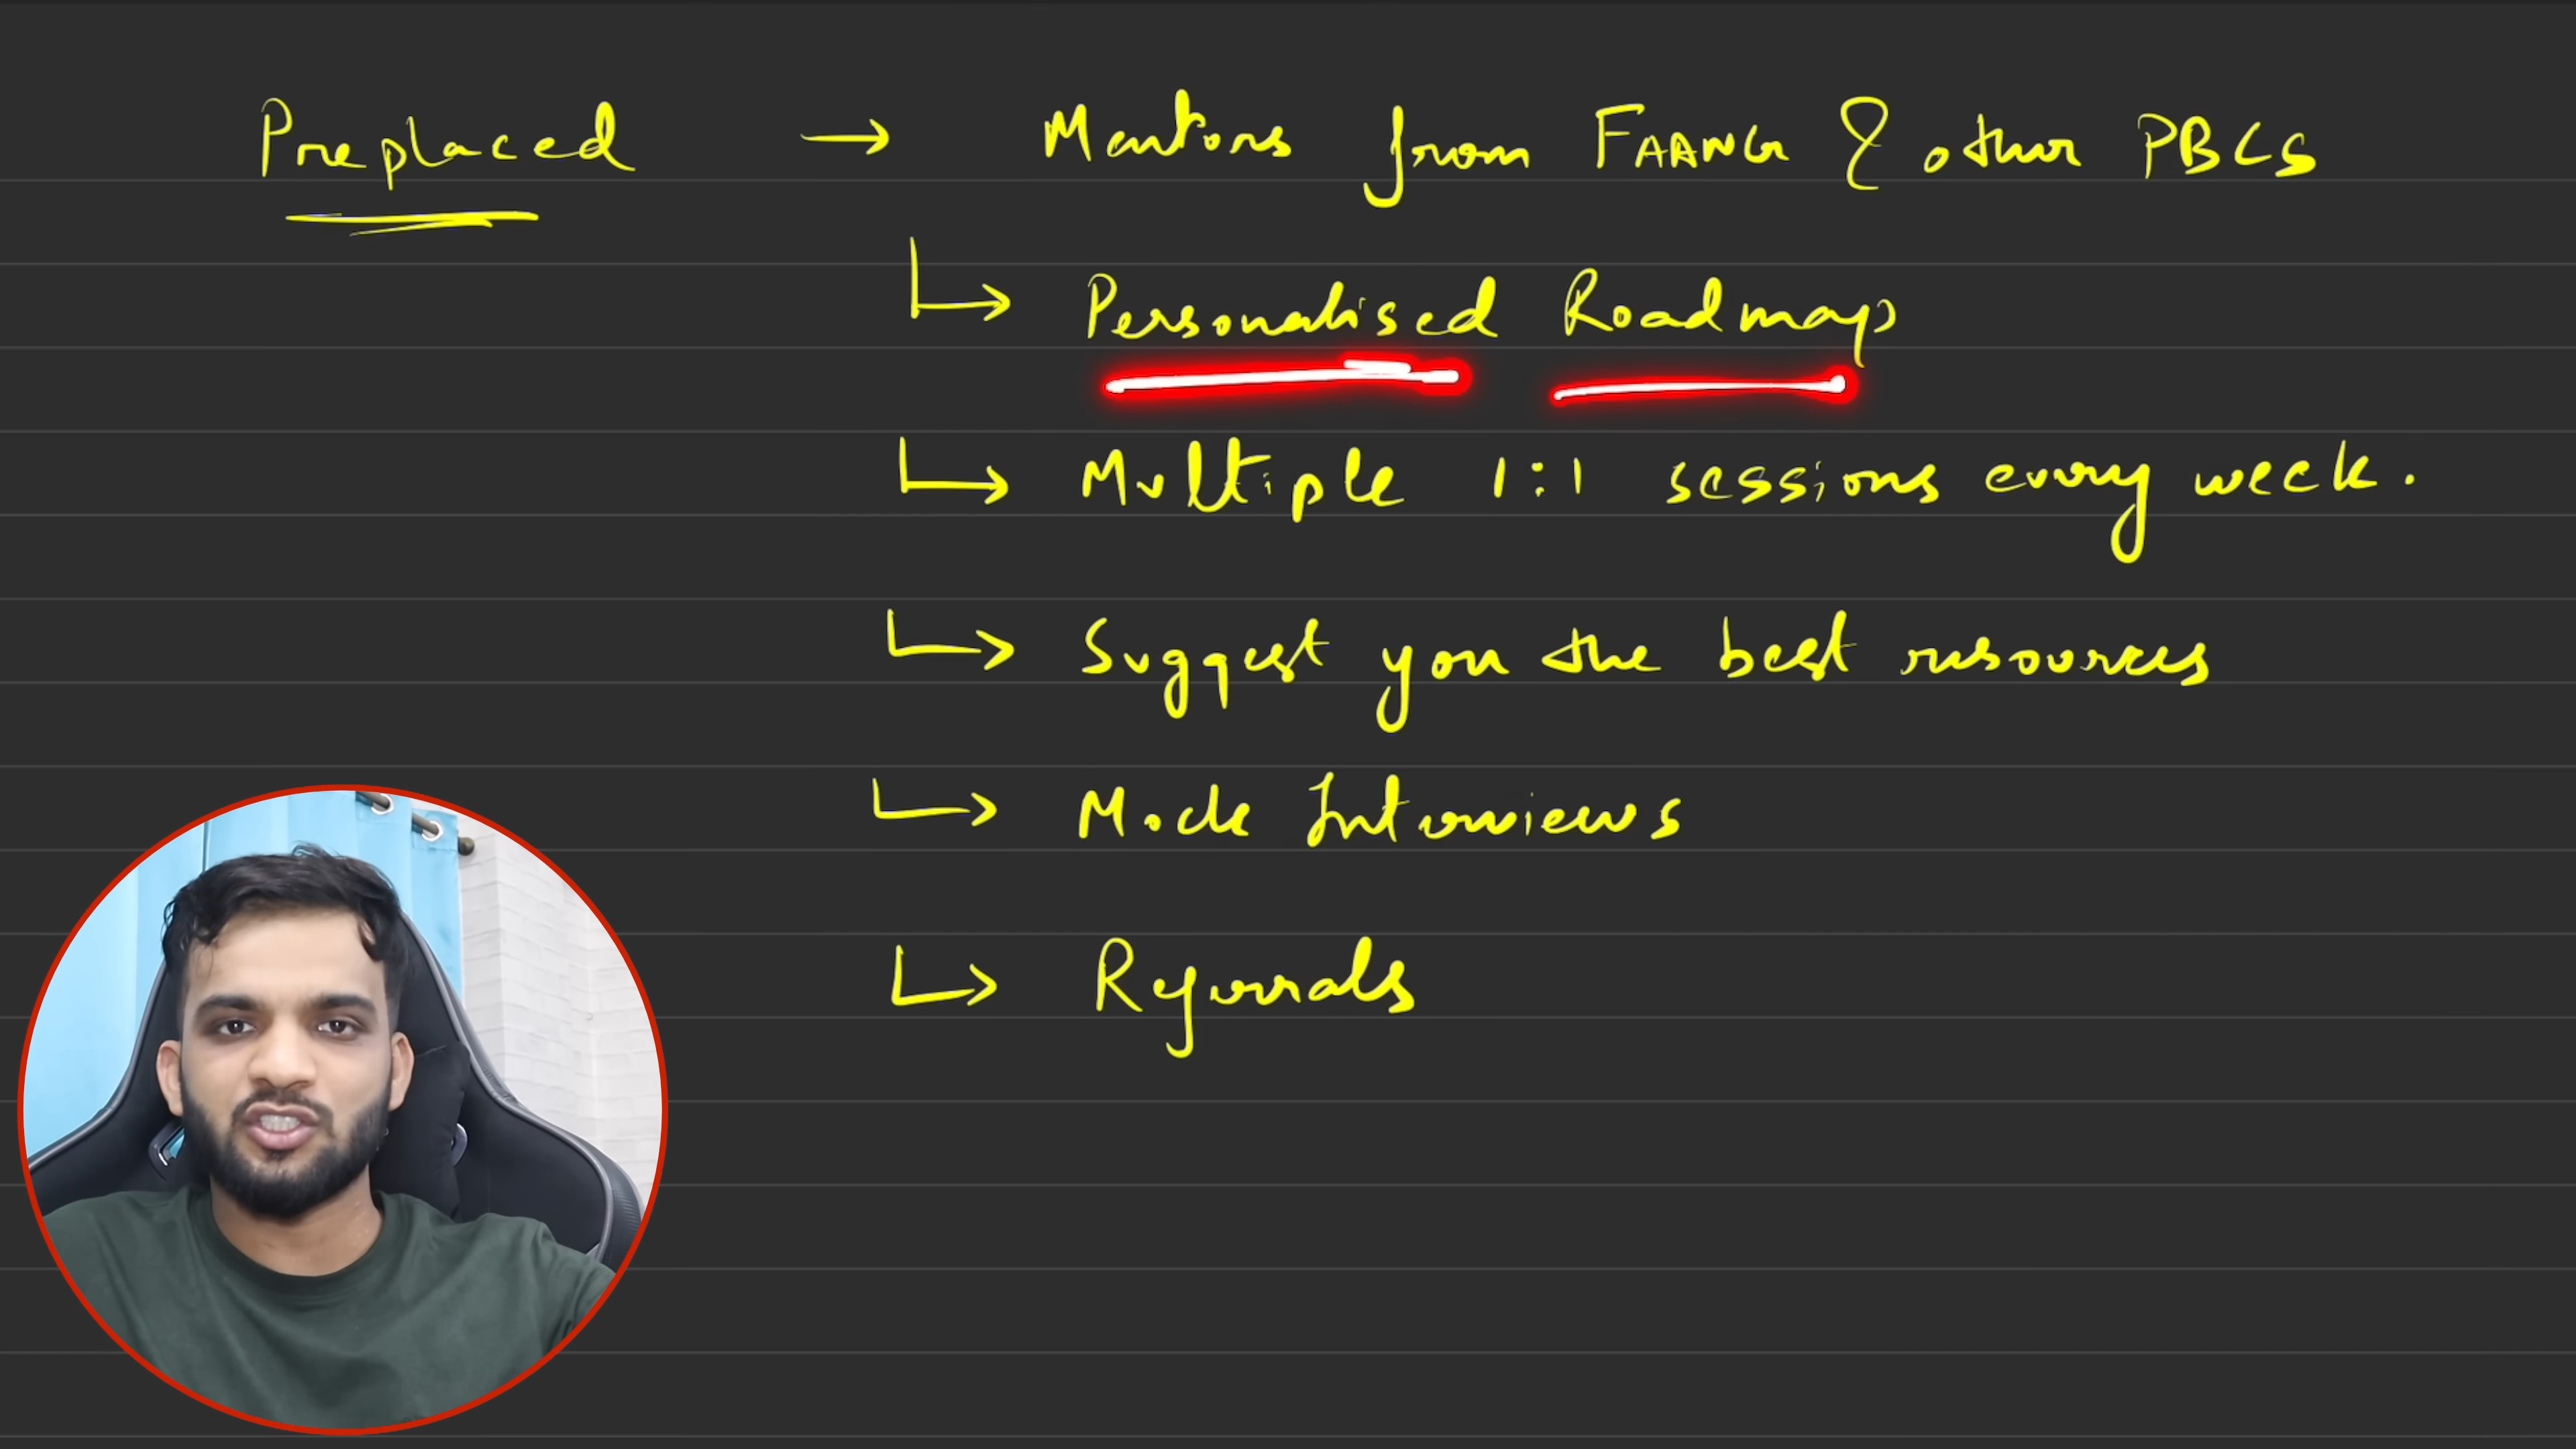 Preplaced → Mentors from FAANG & other PBCS
↳ Personalised Roadmap
↳ Multiple 1:1 sessions every week.
↳ Suggest you the best resources
↳ Mock Interviews
↳ Referrals